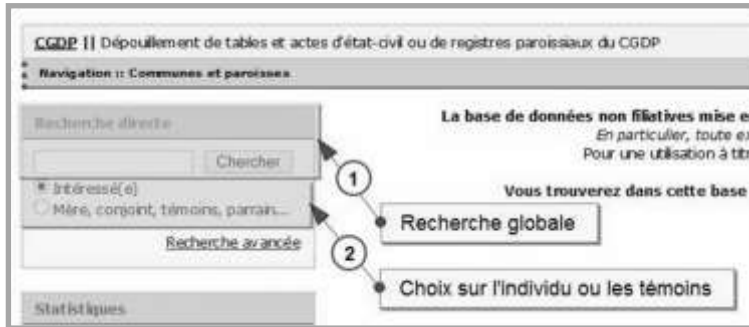 CGDP || Dépouillement de tables et actes d'état-civil ou de registres paroissiaux du CGDP
Navigation :: Communes et paroisses
Recherche directe
Chercher
Intéressé(e)
Mère, conjoint, témoins, parrain...
Recherche avancée
Statistiques
La base de données non filiatives mise e
En particulier, toute e
Pour une utilisation à tit
Vous trouverez dans cette base
1
Recherche globale
2
Choix sur l'individu ou les témoins